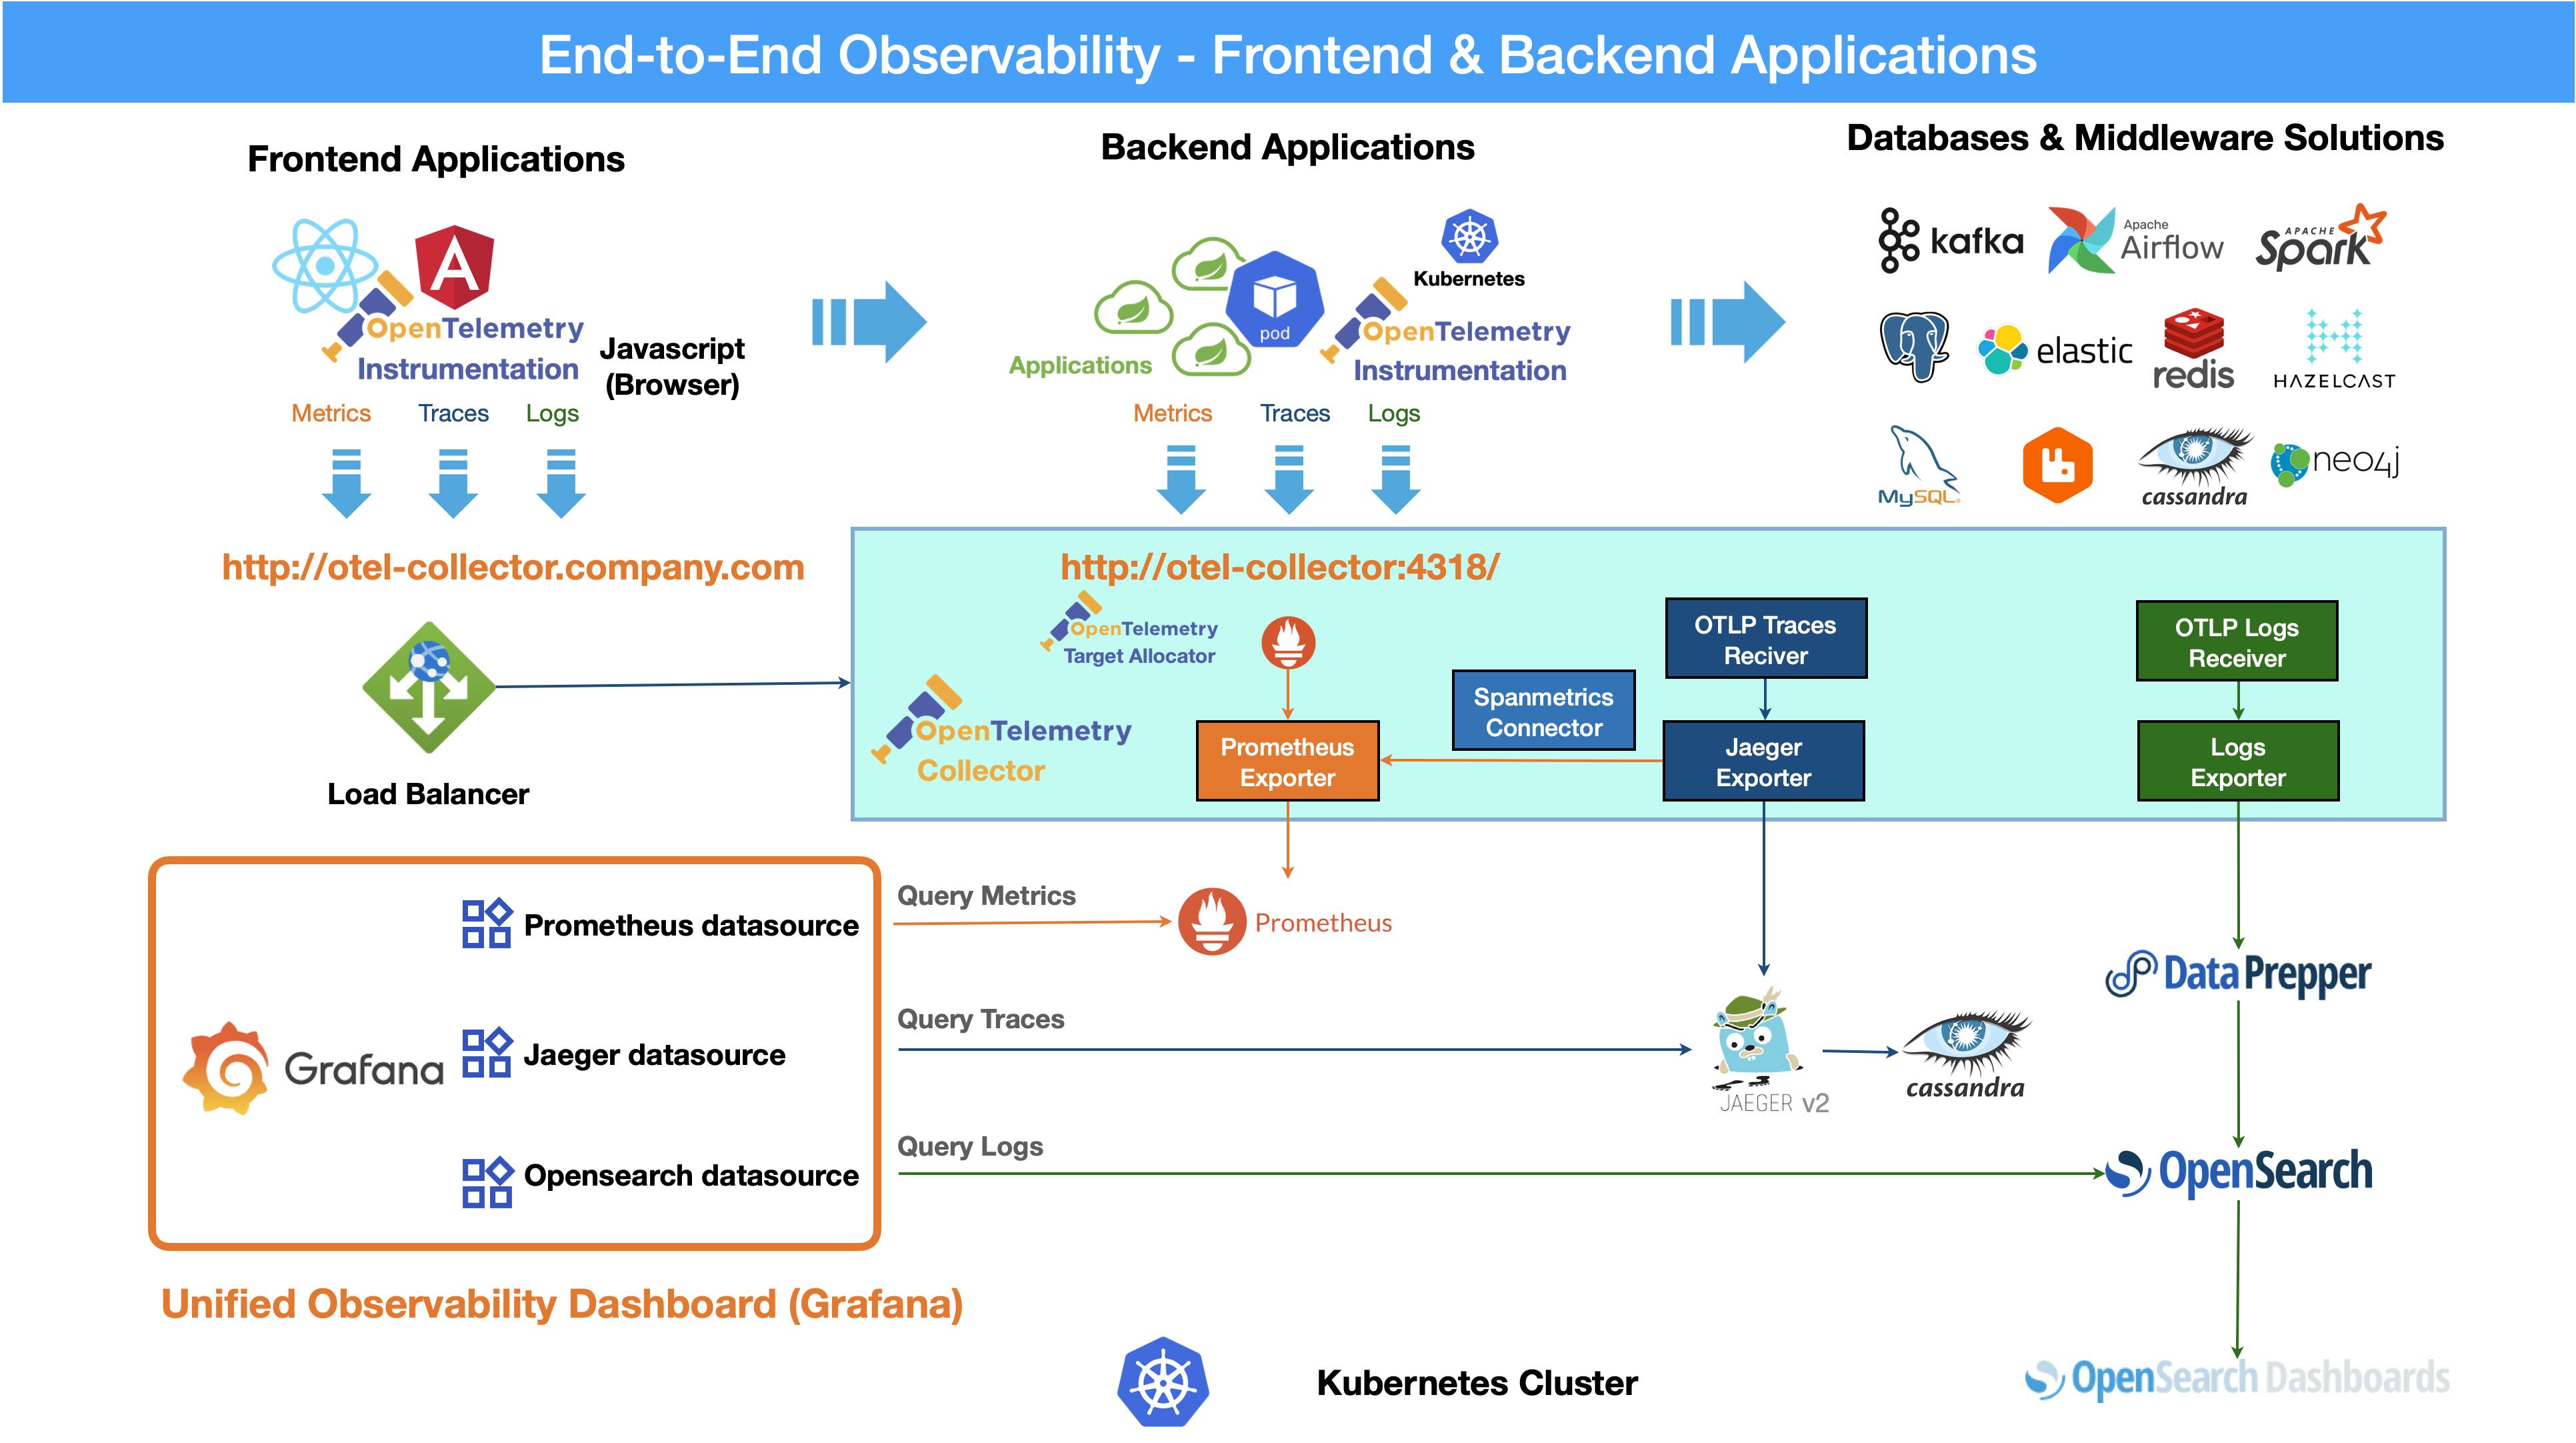 End-to-End Observability - Frontend & Backend Applications
Frontend Applications
Backend Applications
Databases & Middleware Solutions
OpenTelemetry
Instrumentation
Javascript
(Browser)
Metrics
Traces
Logs
Applications
pod
Kubernetes
OpenTelemetry
Instrumentation
Metrics
Traces
Logs
kafka
Apache
Airflow
APACHE
Spark
elastic
redis
HAZELCAST
MySQL
cassandra
neo4j
http://otel-collector.company.com
Load Balancer
http://otel-collector:4318/
OpenTelemetry
Target Allocator
OpenTelemetry
Collector
Prometheus
Exporter
Spanmetrics
Connector
OTLP Traces
Reciver
Jaeger
Exporter
OTLP Logs
Receiver
Logs
Exporter
Grafana
Prometheus datasource
Jaeger datasource
Opensearch datasource
Query Metrics
Prometheus
Query Traces
JAEGER v2
cassandra
Query Logs
Data Prepper
OpenSearch
Unified Observability Dashboard (Grafana)
Kubernetes Cluster
OpenSearch Dashboards